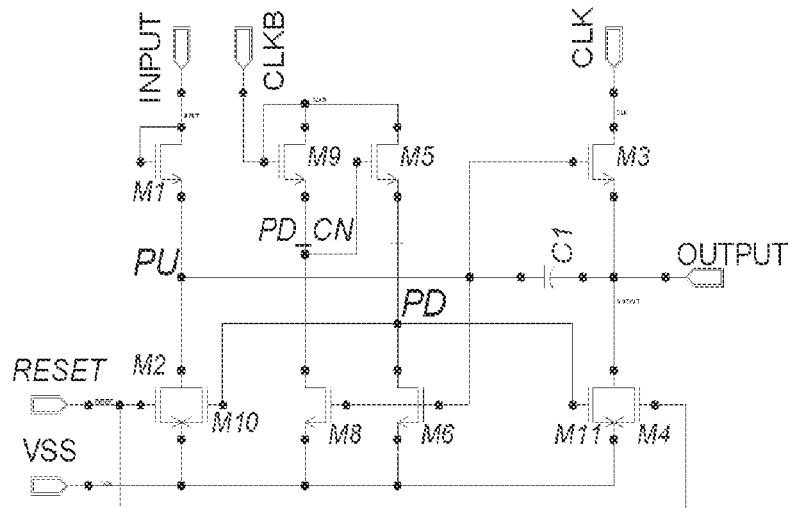 INPUT
CLKB
CLK
M1
M9
M5
M3
PD_CN
PU
C1
OUTPUT
PD
M2
RESET
M10
M8
M6
M11
M4
VSS